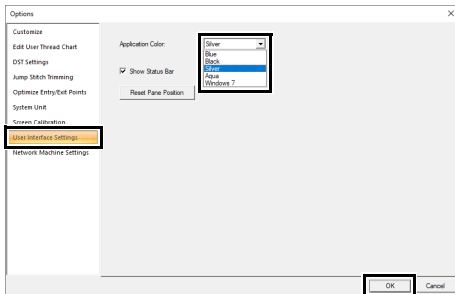 Options
Customize
Edit User Thread Chart
DST Settings
Jump Stitch Trimming
Optimize Entry/Exit Points
System Unit
Screen Calibration
User Interface Settings
Network Machine Settings
Application Color:
Silver
Blue
Black
Silver
Aqua
Windows 7
Show Status Bar
Reset Pane Position
OK
Cancel